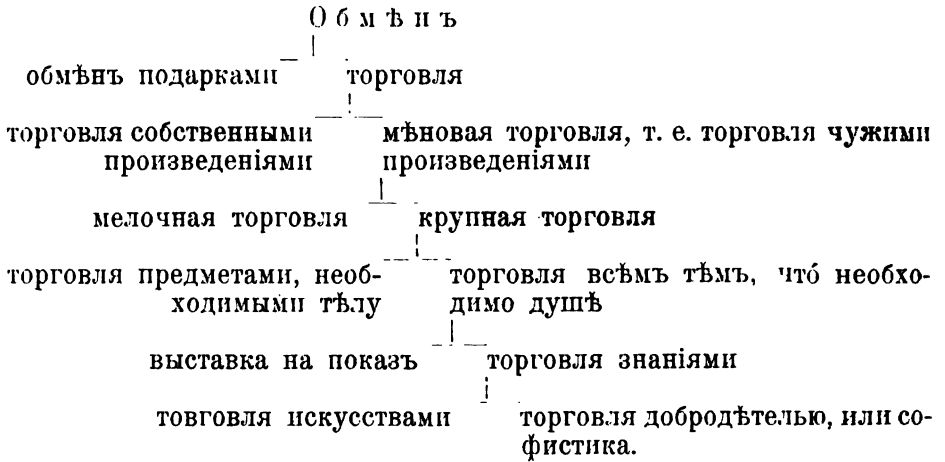 Обмѣнъ
обмѣнъ подарками торговля
торговля собственными мѣновая торговля, т. е. торговля чужими
произведеніями произведеніями
мелочная торговля крупная торговля
торговля предметами, необ- торговля всѣмъ тѣмъ, что́ необхо-
ходимыми тѣлу димо душѣ
выставка на показъ торговля знаніями
товговля искусствами торговля добродѣтелью, или со-
фистика.